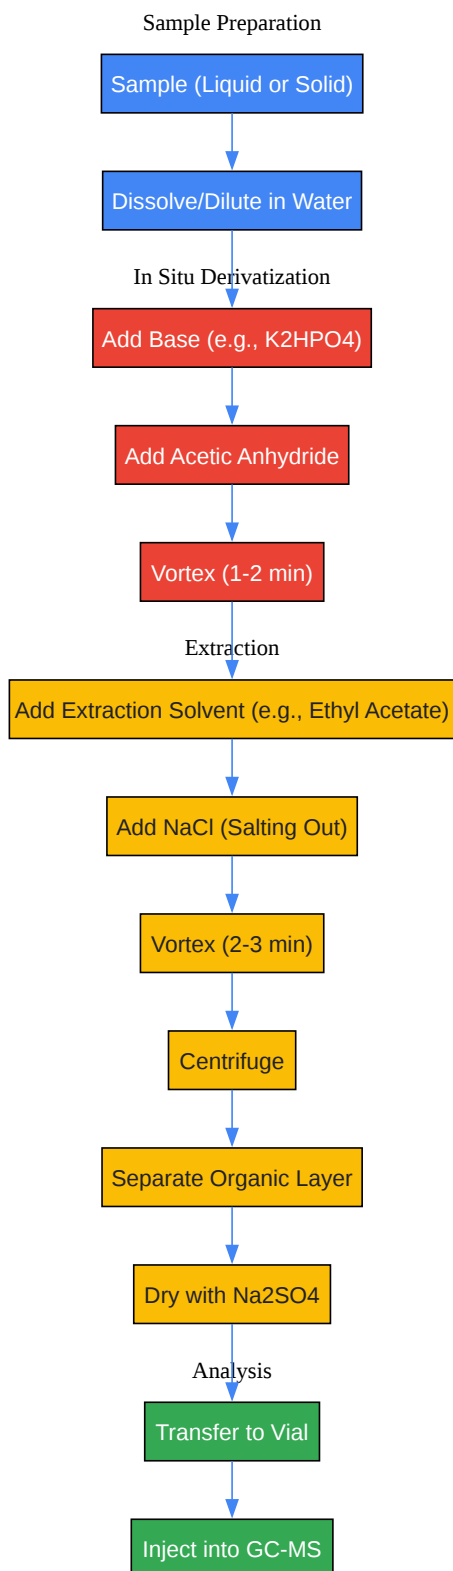 Sample Preparation
Sample (Liquid or Solid)
Dissolve/Dilute in Water
In Situ Derivatization
Add Base (e.g., K2HPO4)
Add Acetic Anhydride
Vortex (1-2 min)
Extraction
Add Extraction Solvent (e.g., Ethyl Acetate)
Add NaCl (Salting Out)
Vortex (2-3 min)
Centrifuge
Separate Organic Layer
Dry with Na2SO4
Analysis
Transfer to Vial
Inject into GC-MS